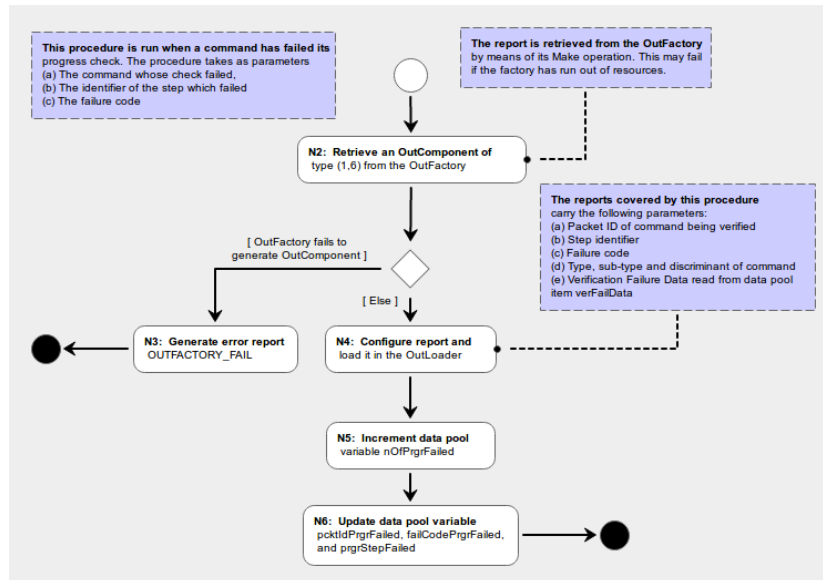 This procedure is run when a command has failed its
progress check. The procedure takes as parameters
(a) The command whose check failed,
(b) The identifier of the step which failed
(c) The failure code
The report is retrieved from the OutFactory
by means of its Make operation. This may fail
if the factory has run out of resources.
N2: Retrieve an OutComponent of
type (1,6) from the OutFactory
The reports covered by this procedure
carry the following parameters:
(a) Packet ID of command being verified
(b) Step identifier
(c) Failure code
(d) Type, sub-type and discriminant of command
(e) Verification Failure Data read from data pool
item verFailData
[ OutFactory fails to
generate OutComponent ]
[ Else ]
N3: Generate error report
OUTFACTORY_FAIL
N4: Configure report and
load it in the OutLoader
N5: Increment data pool
variable nOfPrgrFailed
N6: Update data pool variable
pcktIdPrgrFailed, failCodePrgrFailed,
and prgrStepFailed